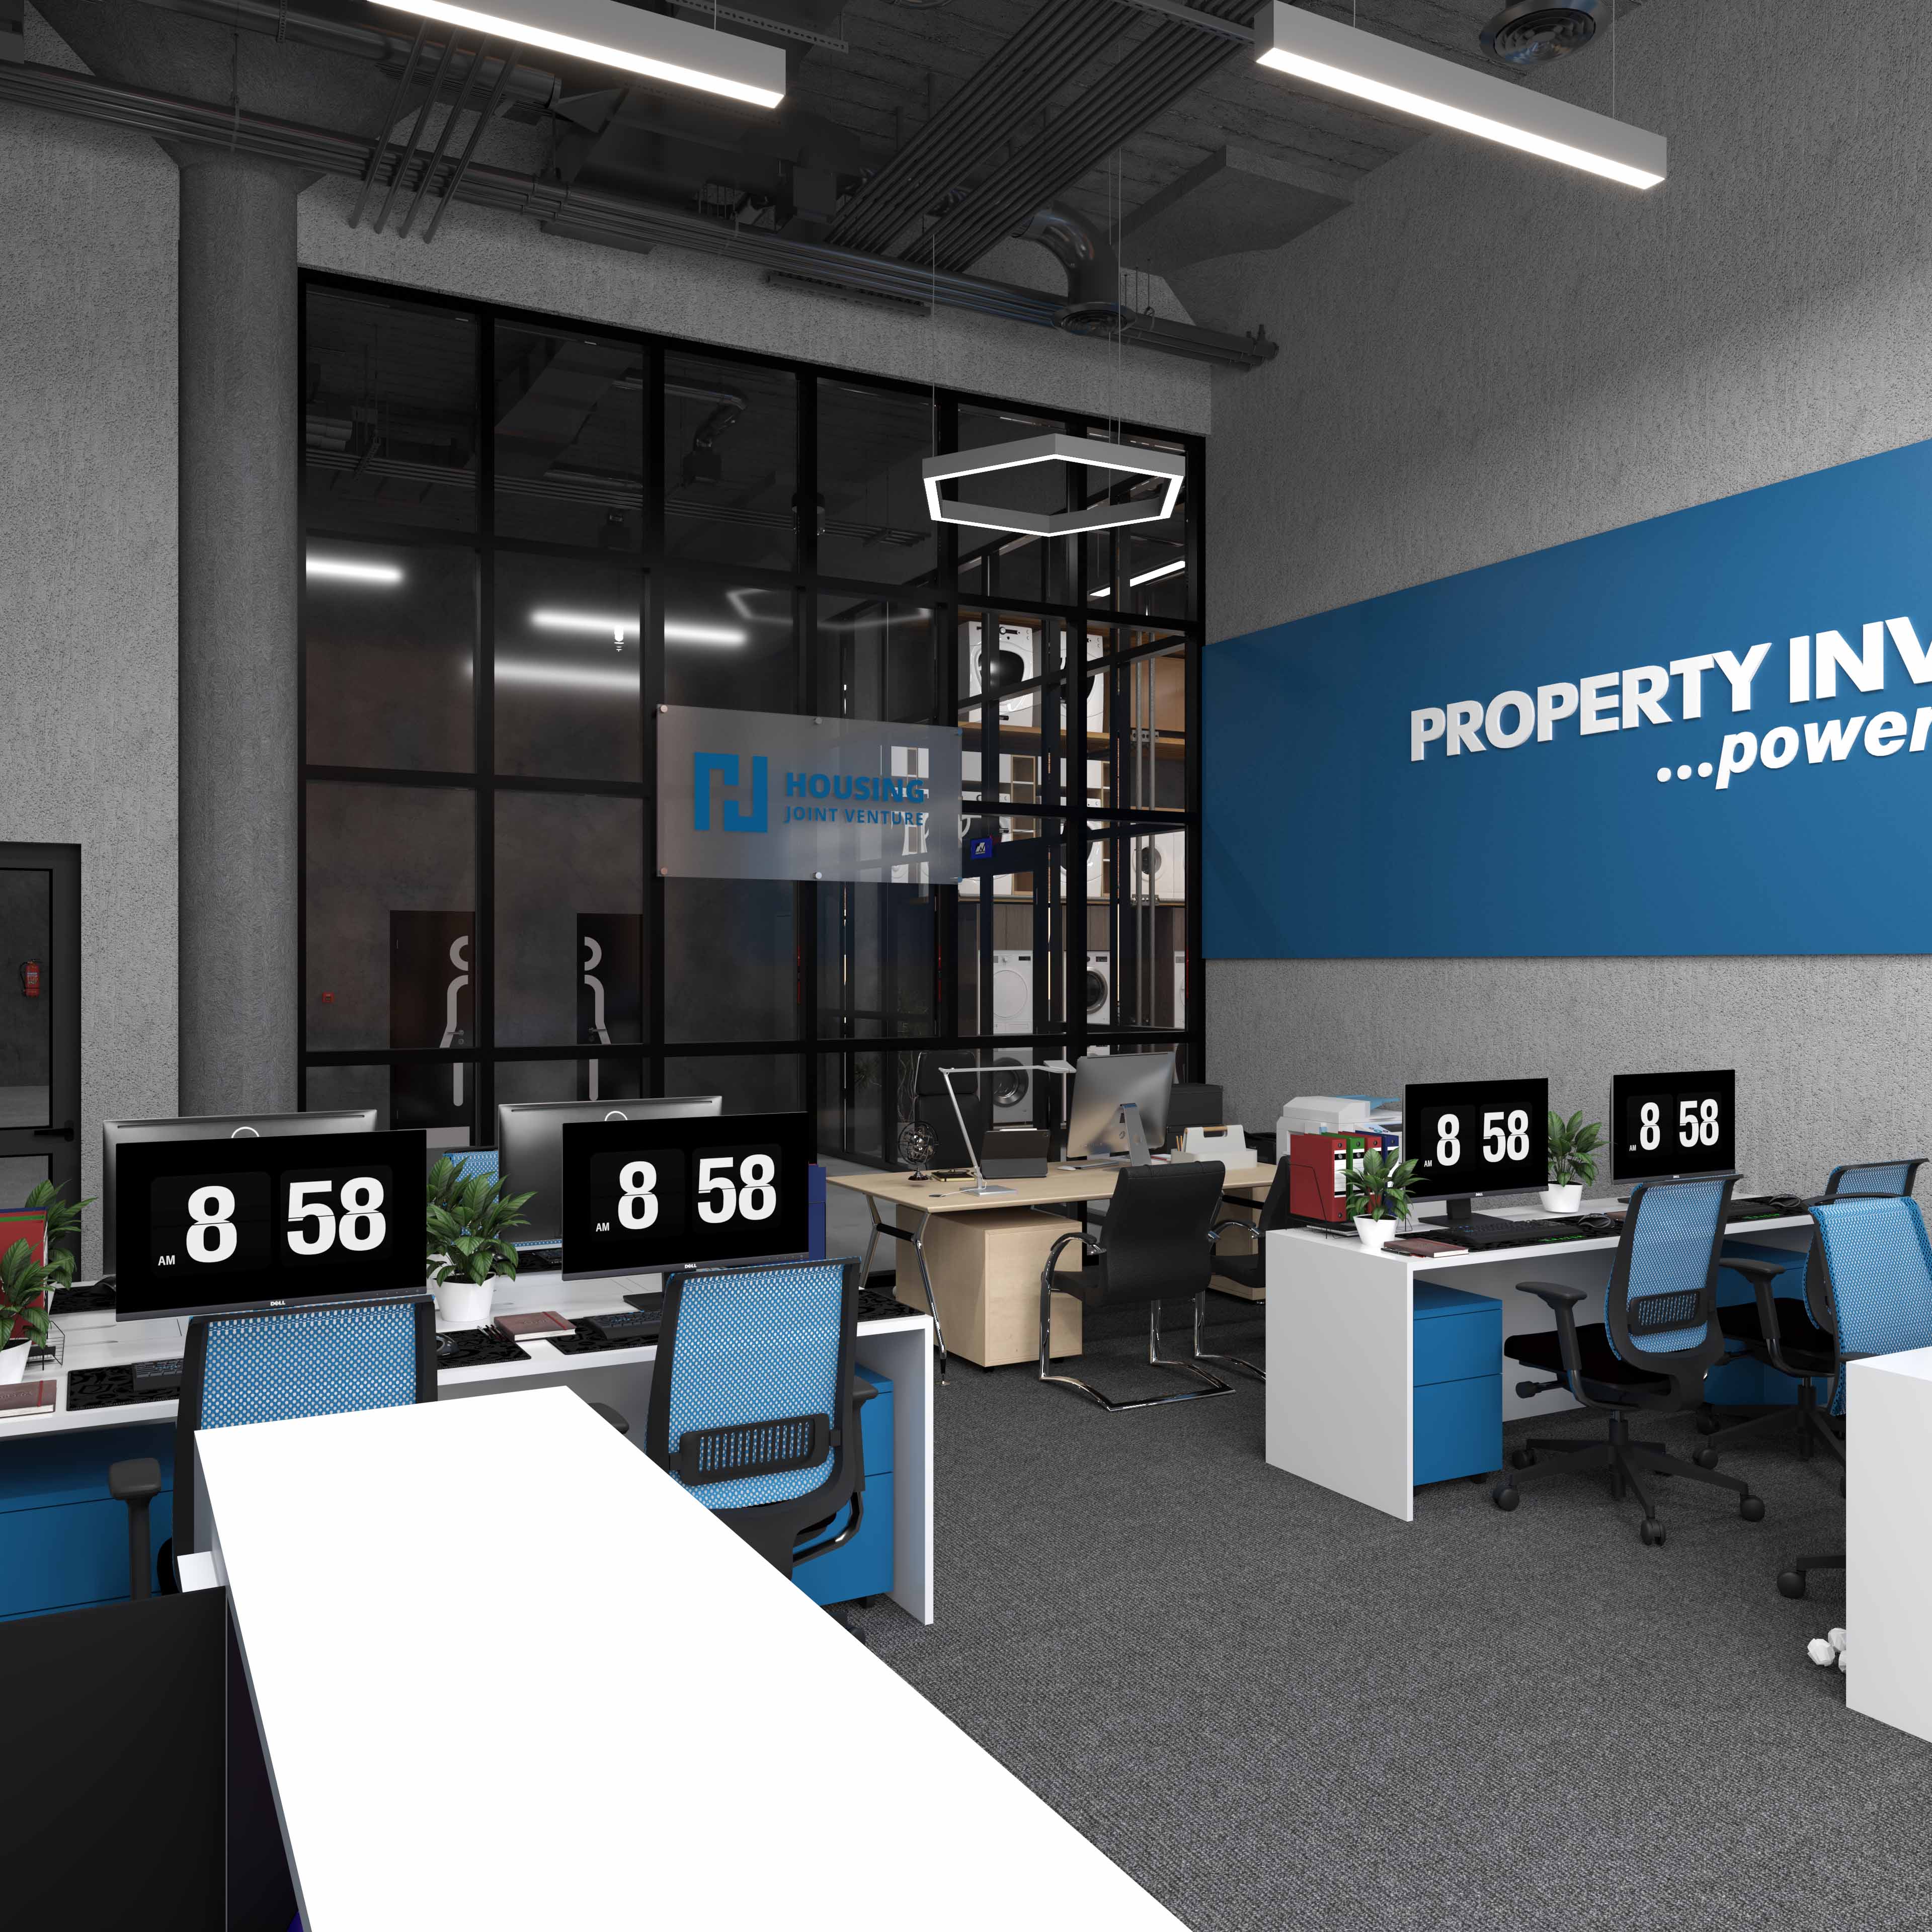 PROPERTY INV
...power
HOUSING
JOINT VENTURE
8 58
AM
DELL
8 58
AM
DELL
8 58
AM
8 58
AM